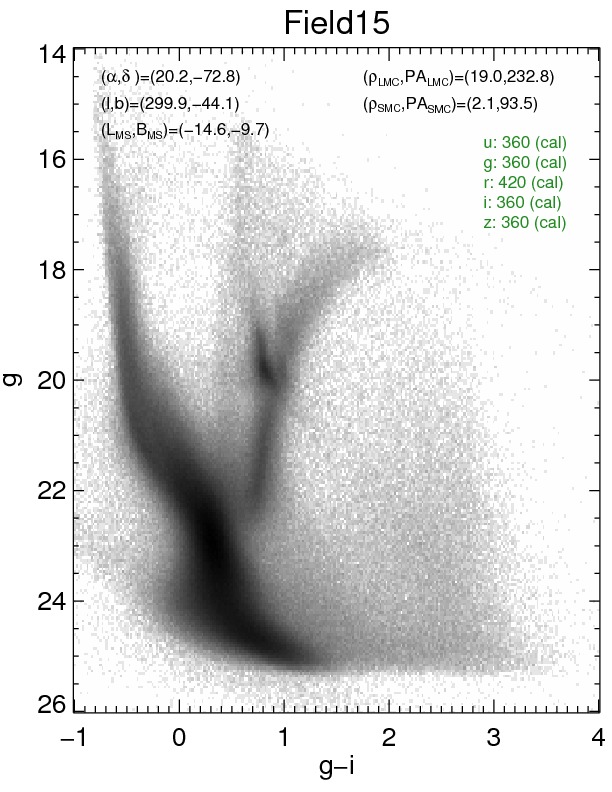 Field15
(α,δ )=(20.2,−72.8)
(ρLMC,PALMC)=(19.0,232.8)
(l,b)=(299.9,−44.1)
(ρSMC,PASMC)=(2.1,93.5)
(LMS,BMS)=(−14.6,−9.7)
u: 360 (cal)
g: 360 (cal)
r: 420 (cal)
i: 360 (cal)
z: 360 (cal)
14
16
18
20
22
24
26
g
−1 0 1 2 3 4
g−i